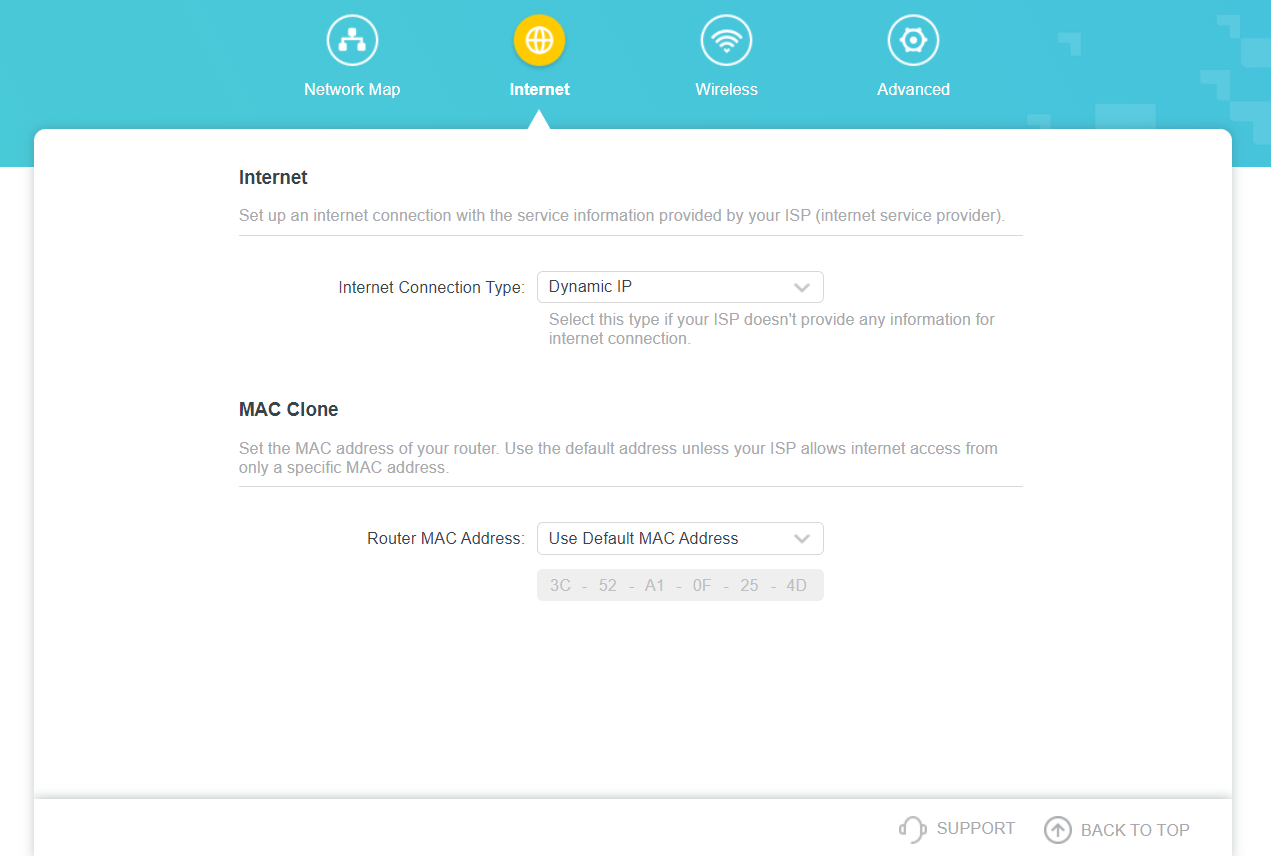 Network Map
Internet
Wireless
Advanced
Internet
Set up an internet connection with the service information provided by your ISP (internet service provider).
Internet Connection Type: Dynamic IP
Select this type if your ISP doesn't provide any information for
internet connection.
MAC Clone
Set the MAC address of your router. Use the default address unless your ISP allows internet access from
only a specific MAC address.
Router MAC Address: Use Default MAC Address
3C - 52 - A1 - 0F - 25 - 4D
SUPPORT
BACK TO TOP